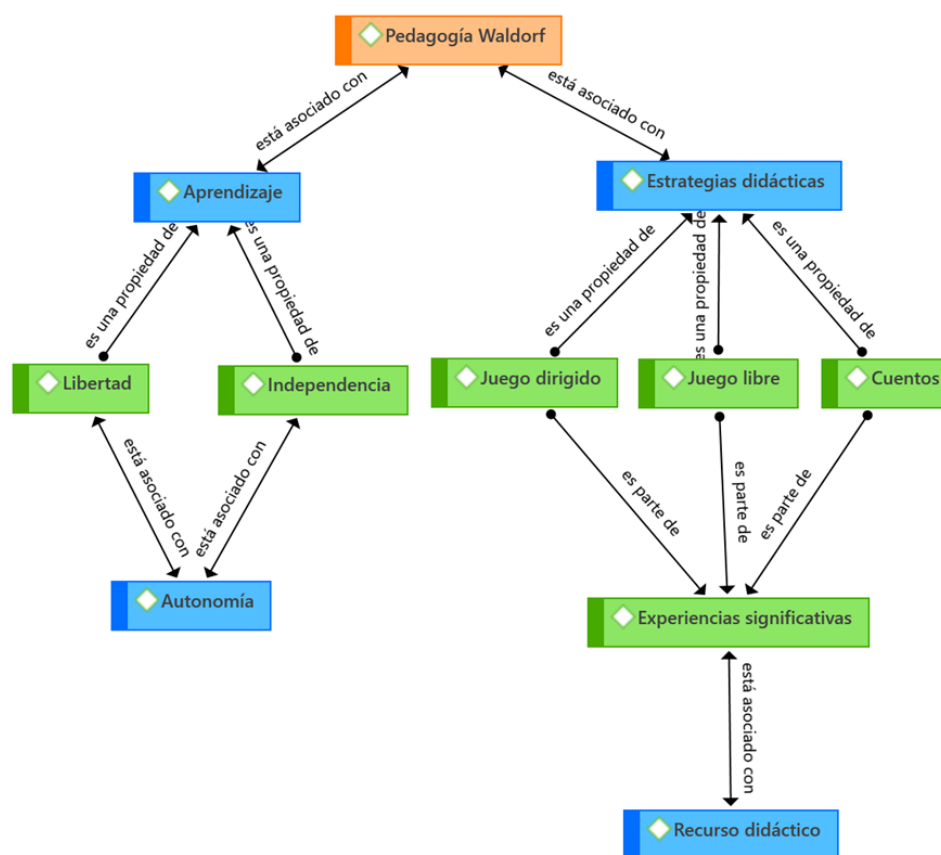 Pedagogía Waldorf
está asociado con
está asociado con
Aprendizaje
Estrategias didácticas
es una propiedad de
es una propiedad de
es una propiedad de
es una propiedad de
es una propiedad de
Libertad
Independencia
Juego dirigido
Juego libre
Cuentos
está asociado con
está asociado con
es parte de
es parte de
es parte de
Autonomía
Experiencias significativas
está asociado con
Recurso didáctico